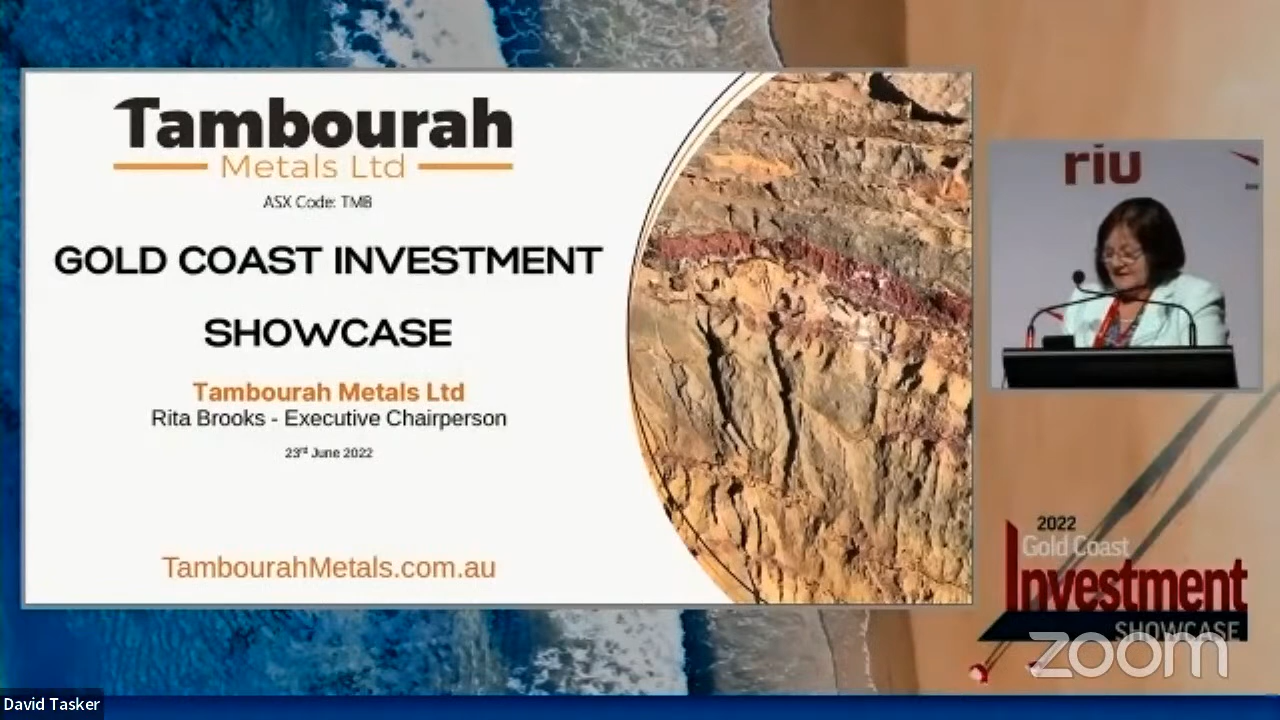 Tambourah
Metals Ltd
ASX Code: TMB
GOLD COAST INVESTMENT
SHOWCASE
Tambourah Metals Ltd
Rita Brooks - Executive Chairperson
23rd June 2022
TambourahMetals.com.au
riu
2022
Gold Coast
Investment
SHOWCASE
zoom
David Tasker